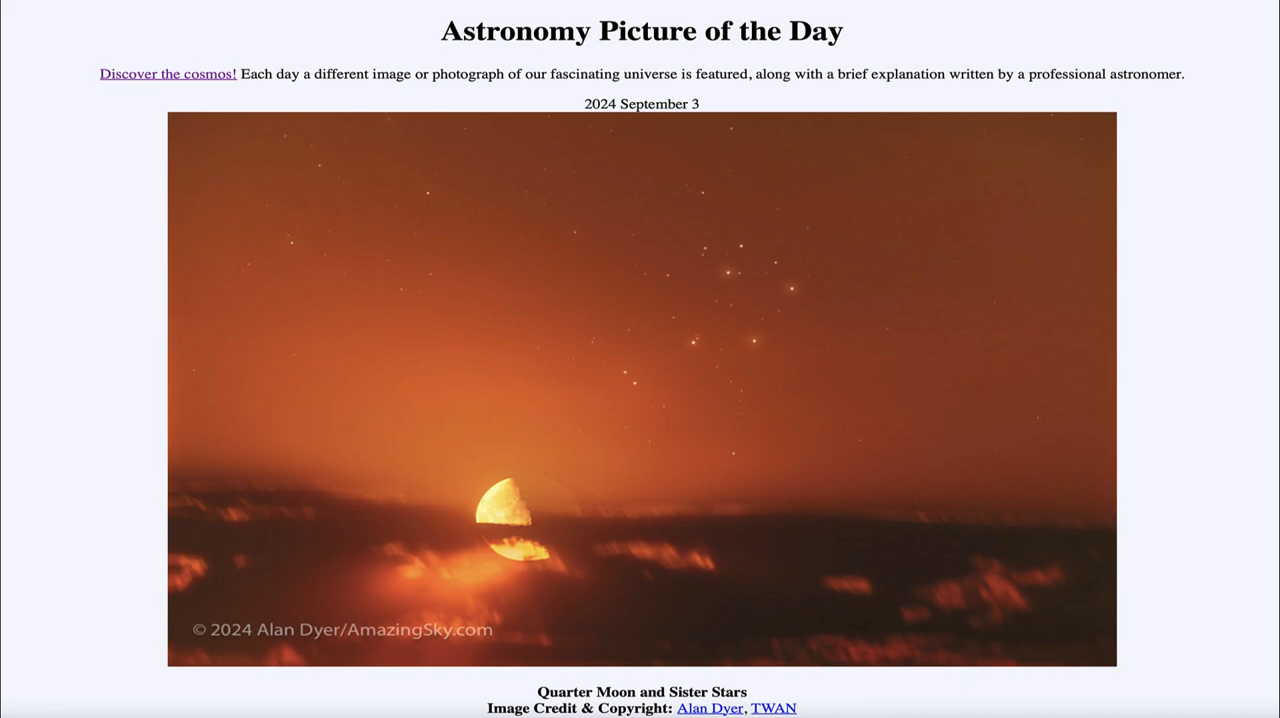 Astronomy Picture of the Day
Discover the cosmos! Each day a different image or photograph of our fascinating universe is featured, along with a brief explanation written by a professional astronomer.
2024 September 3
© 2024 Alan Dyer/AmazingSky.com
Quarter Moon and Sister Stars
Image Credit & Copyright: Alan Dyer, TWAN